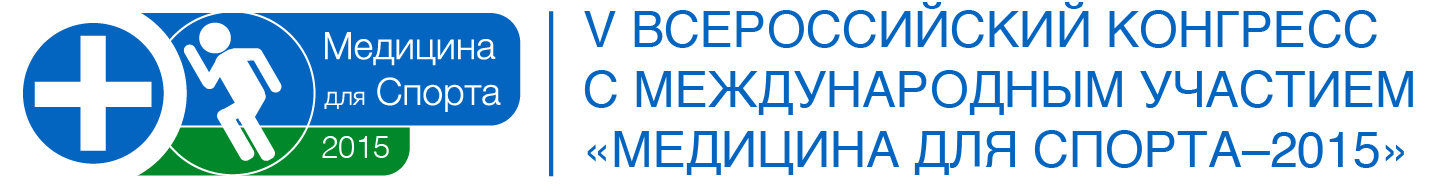 Медицина
для Спорта
2015
V ВСЕРОССИЙСКИЙ КОНГРЕСС
С МЕЖДУНАРОДНЫМ УЧАСТИЕМ
«МЕДИЦИНА ДЛЯ СПОРТА–2015»